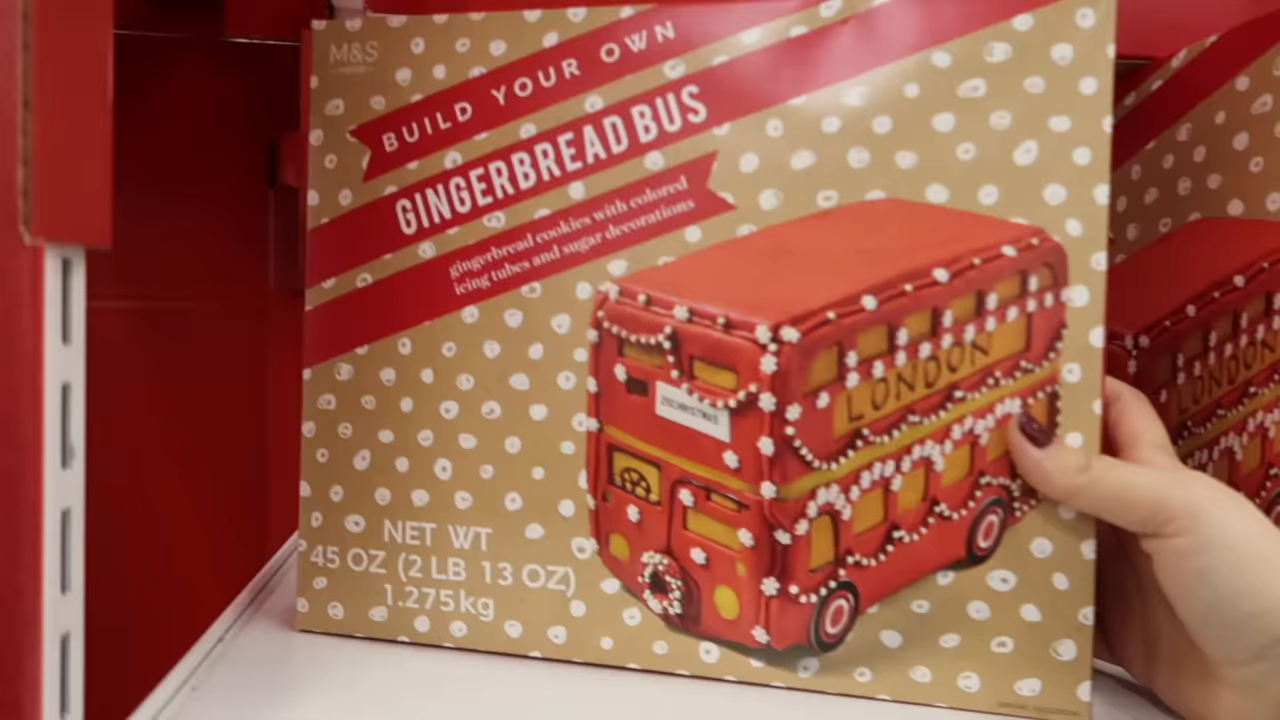 M&S
BUILD YOUR OWN
GINGERBREAD BUS
gingerbread cookies with colored
icing tubes and sugar decorations
LONDON
LONDON
NET WT
45 OZ (2 LB 13 OZ)
1.275kg